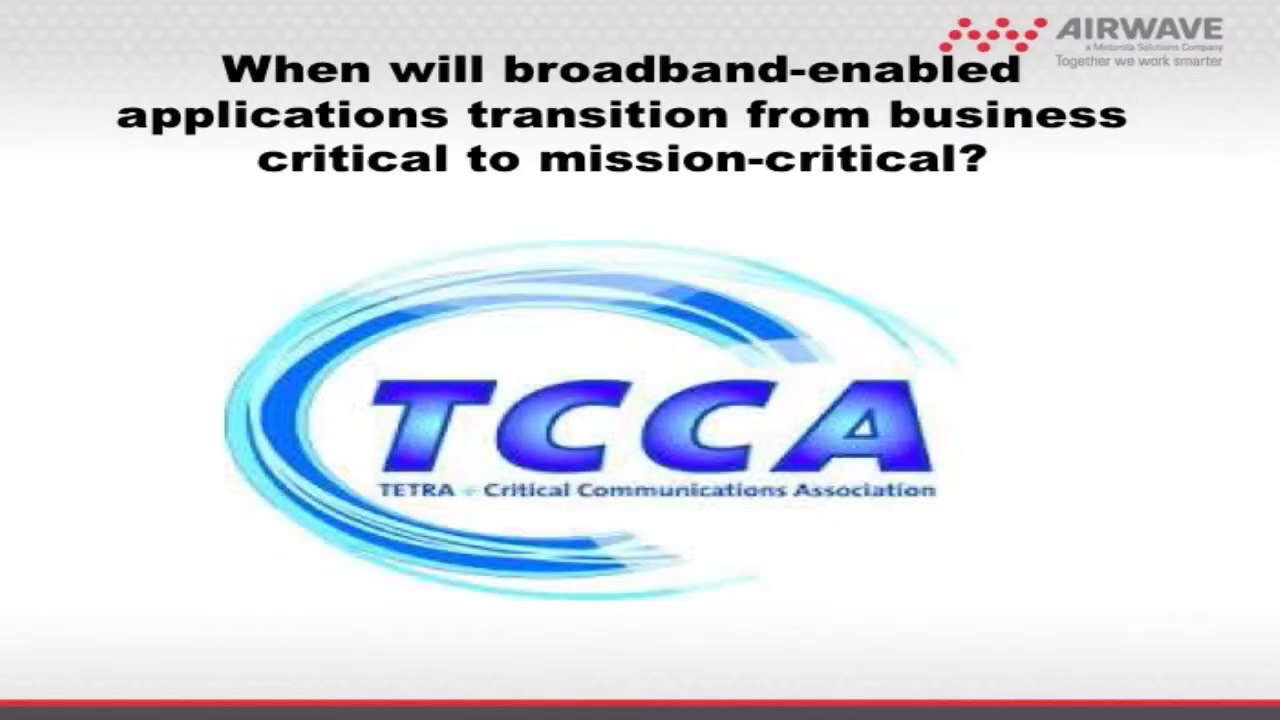 AIRWAVE
a Motorola Solutions Company
Together we work smarter
When will broadband-enabled
applications transition from business
critical to mission-critical?
TCCA
TETRA + Critical Communications Association